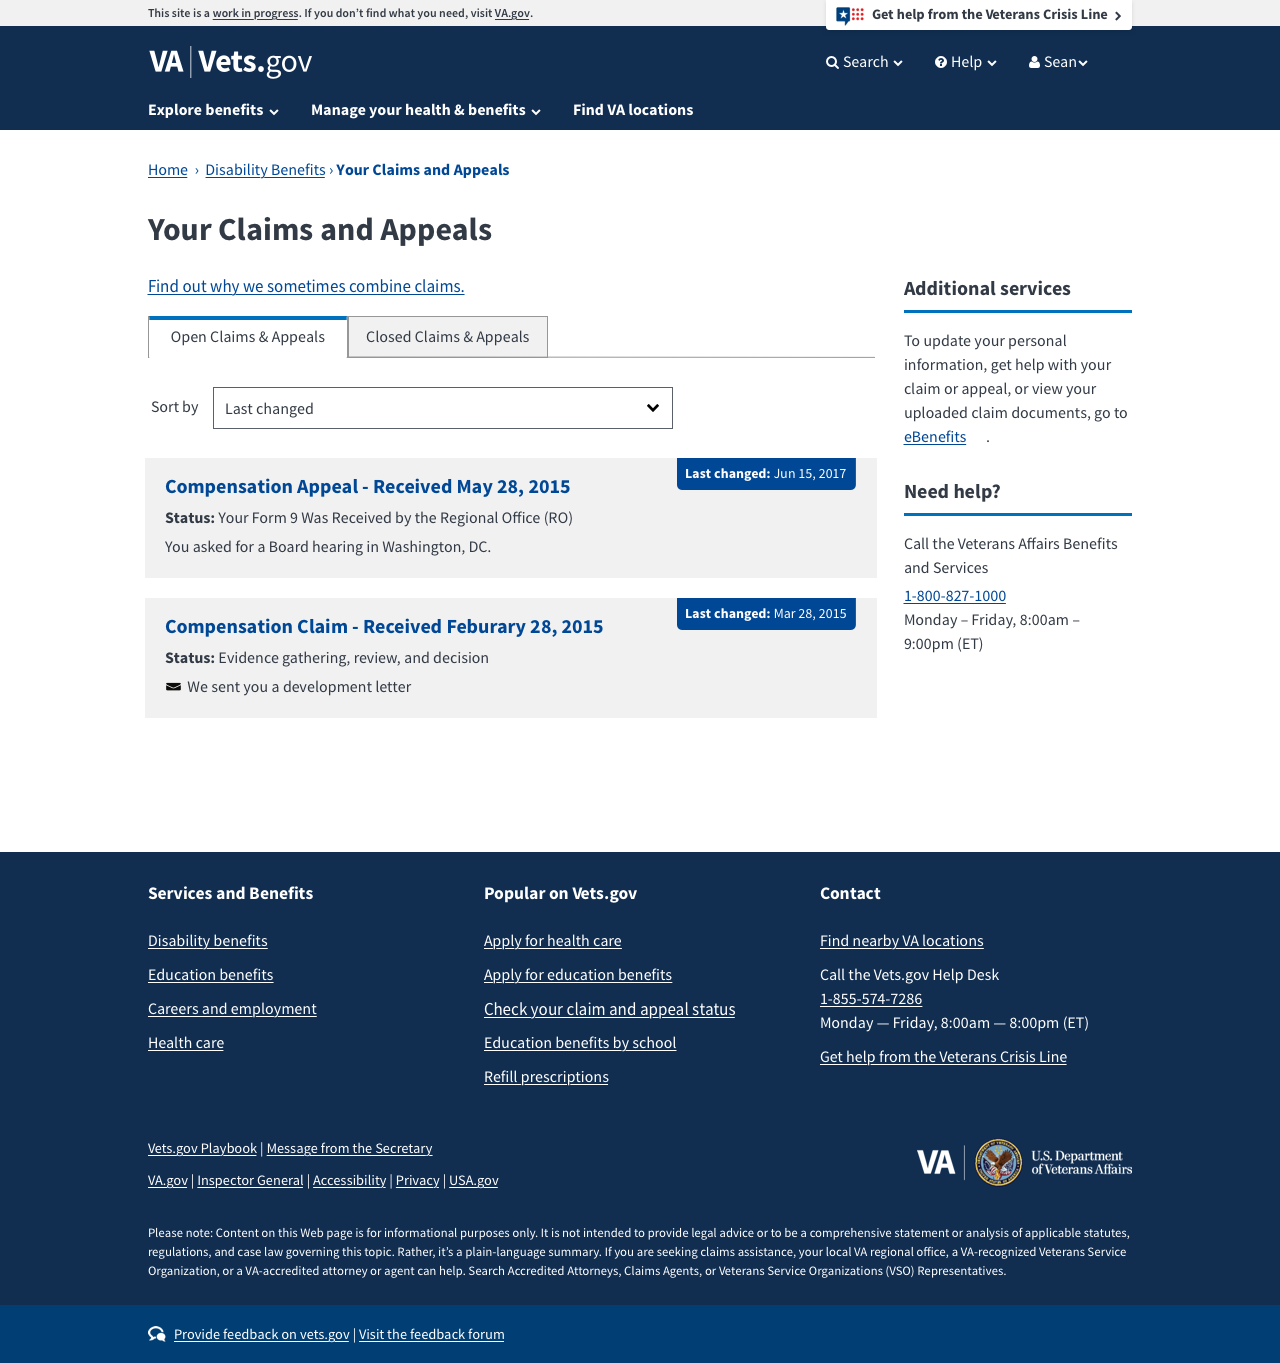 This site is a work in progress. If you don’t find what you need, visit VA.gov.
Get help from the Veterans Crisis Line
VA | Vets.gov
Search
Help
Sean
Explore benefits
Manage your health & benefits
Find VA locations
Home › Disability Benefits › Your Claims and Appeals
Your Claims and Appeals
Find out why we sometimes combine claims.
Open Claims & Appeals
Closed Claims & Appeals
Sort by
Last changed
Last changed: Jun 15, 2017
Compensation Appeal - Received May 28, 2015
Status: Your Form 9 Was Received by the Regional Office (RO)
You asked for a Board hearing in Washington, DC.
Last changed: Mar 28, 2015
Compensation Claim - Received Feburary 28, 2015
Status: Evidence gathering, review, and decision
We sent you a development letter
Additional services
To update your personal
information, get help with your
claim or appeal, or view your
uploaded claim documents, go to
eBenefits .
Need help?
Call the Veterans Affairs Benefits
and Services
1-800-827-1000
Monday – Friday, 8:00am –
9:00pm (ET)
Services and Benefits
Disability benefits
Education benefits
Careers and employment
Health care
Popular on Vets.gov
Apply for health care
Apply for education benefits
Check your claim and appeal status
Education benefits by school
Refill prescriptions
Contact
Find nearby VA locations
Call the Vets.gov Help Desk
1-855-574-7286
Monday — Friday, 8:00am — 8:00pm (ET)
Get help from the Veterans Crisis Line
Vets.gov Playbook | Message from the Secretary
VA.gov | Inspector General | Accessibility | Privacy | USA.gov
VA
U.S. Department
of Veterans Affairs
Please note: Content on this Web page is for informational purposes only. It is not intended to provide legal advice or to be a comprehensive statement or analysis of applicable statutes,
regulations, and case law governing this topic. Rather, it’s a plain-language summary. If you are seeking claims assistance, your local VA regional office, a VA-recognized Veterans Service
Organization, or a VA-accredited attorney or agent can help. Search Accredited Attorneys, Claims Agents, or Veterans Service Organizations (VSO) Representatives.
Provide feedback on vets.gov | Visit the feedback forum